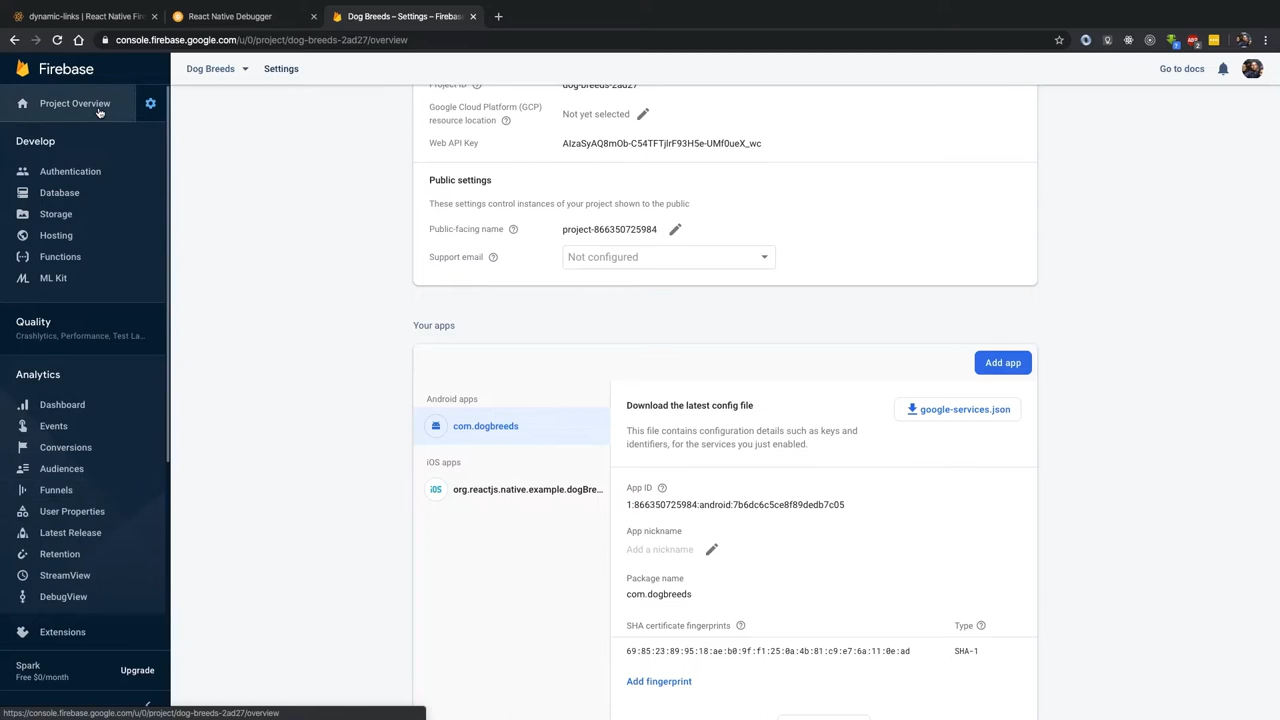 dynamic-links | React Native Fire
React Native Debugger
Dog Breeds – Settings – Firebas
console.firebase.google.com/u/0/project/dog-breeds-2ad27/overview
Firebase
Dog Breeds
Settings
Go to docs
Project Overview
Develop
Authentication
Database
Storage
Hosting
Functions
ML Kit
Quality
Crashlytics, Performance, Test La...
Analytics
Dashboard
Events
Conversions
Audiences
Funnels
User Properties
Latest Release
Retention
StreamView
DebugView
Extensions
Spark
Free $0/month
Upgrade
https://console.firebase.google.com/u/0/project/dog-breeds-2ad27/overview
Project ID
dog-breeds-2ad27
Google Cloud Platform (GCP)
resource location
Not yet selected
Web API Key
AIzaSyAQ8mOb-C54TFTjlrF93H5e-UMf0ueX_wc
Public settings
These settings control instances of your project shown to the public
Public-facing name
project-866350725984
Support email
Not configured
Your apps
Add app
Android apps
com.dogbreeds
iOS apps
iOS
org.reactjs.native.example.dogBre...
Download the latest config file
google-services.json
This file contains configuration details such as keys and
identifiers, for the services you just enabled.
App ID
1:866350725984:android:7b6dc6c5ce8f89dedb7c05
App nickname
Add a nickname
Package name
com.dogbreeds
SHA certificate fingerprints
Type
69:85:23:89:95:18:ae:b0:9f:f1:25:0a:4b:81:c9:e7:6a:11:0e:ad
SHA-1
Add fingerprint